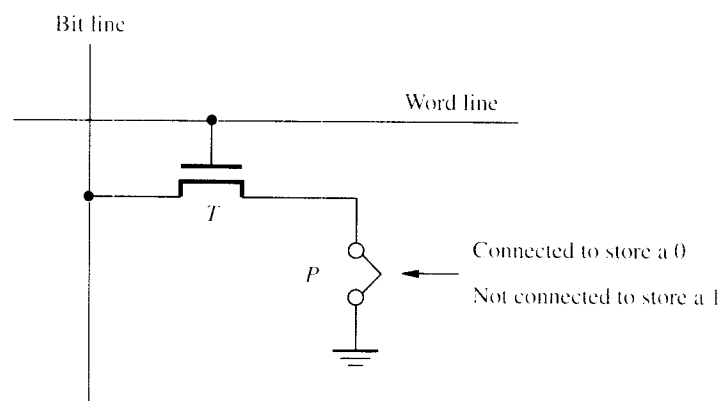 Bit line
Word line
T
P
Connected to store a 0
Not connected to store a 1